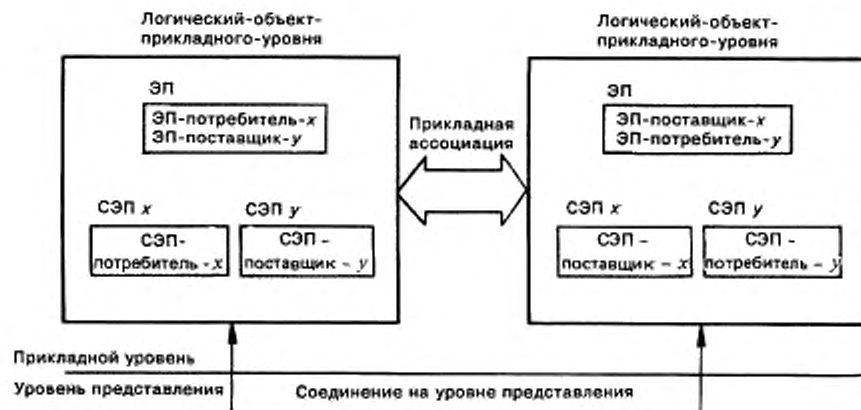 Логический-объект-
прикладного-уровня
ЭП
ЭП-потребитель-x
ЭП-поставщик-y
СЭП x
СЭП y
СЭП-
потребитель-x
СЭП –
поставщик – y
Прикладная
ассоциация
Логический-объект-
прикладного-уровня
ЭП
ЭП-поставщик-x
ЭП-потребитель-y
СЭП x
СЭП y
СЭП –
поставщик – x
СЭП –
потребитель – y
Прикладной уровень
Уровень представления
Соединение на уровне представления